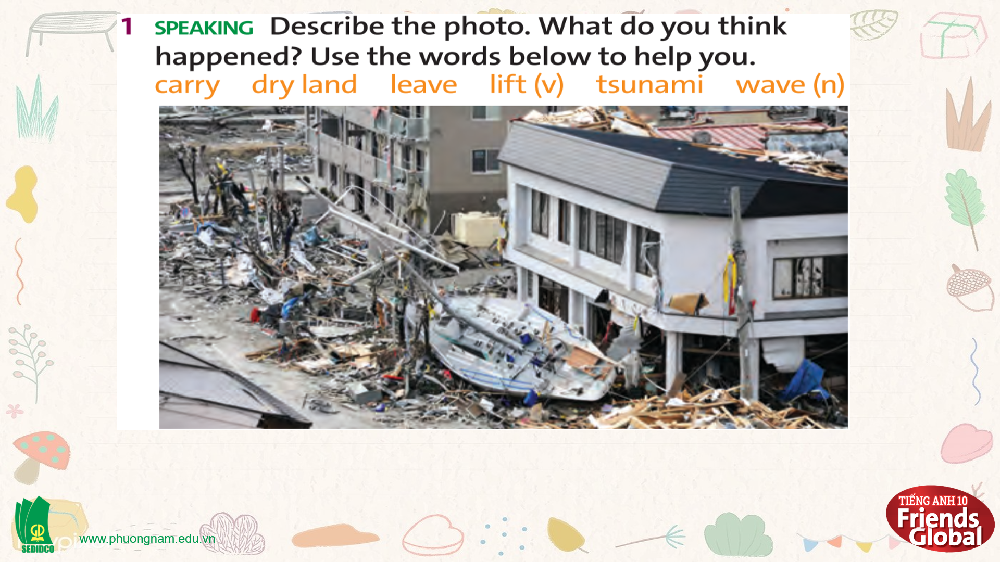 1 SPEAKING Describe the photo. What do you think
happened? Use the words below to help you.
carry dry land leave lift (v) tsunami wave (n)
GD
SEDIDCO
www.phuongnam.edu.vn
TIẾNG ANH 10
Friends
Global